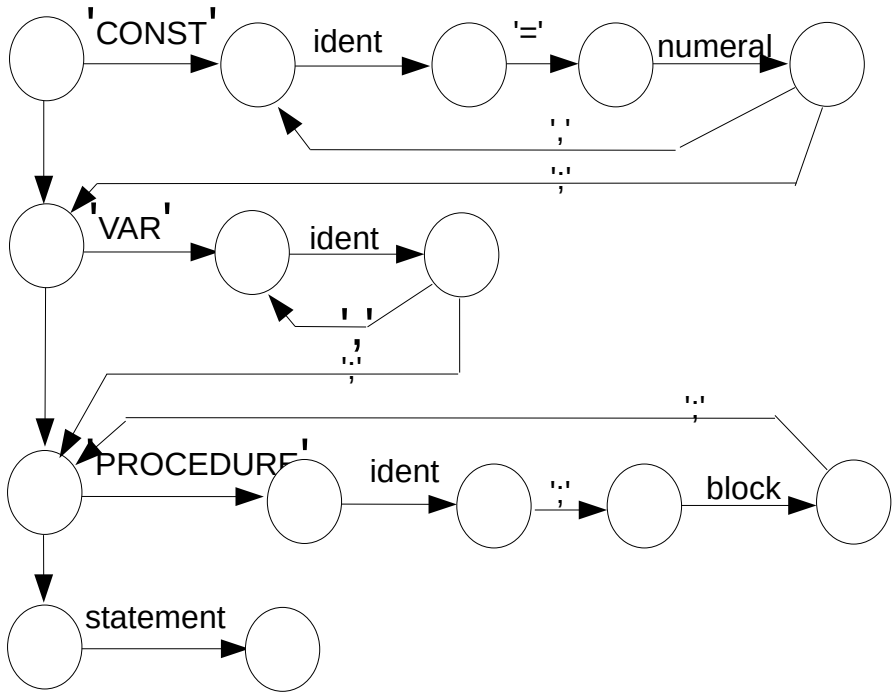 'CONST' ident '=' numeral
','
';'
'VAR' ident
','
';'
';'
'PROCEDURE' ident ';' block
statement